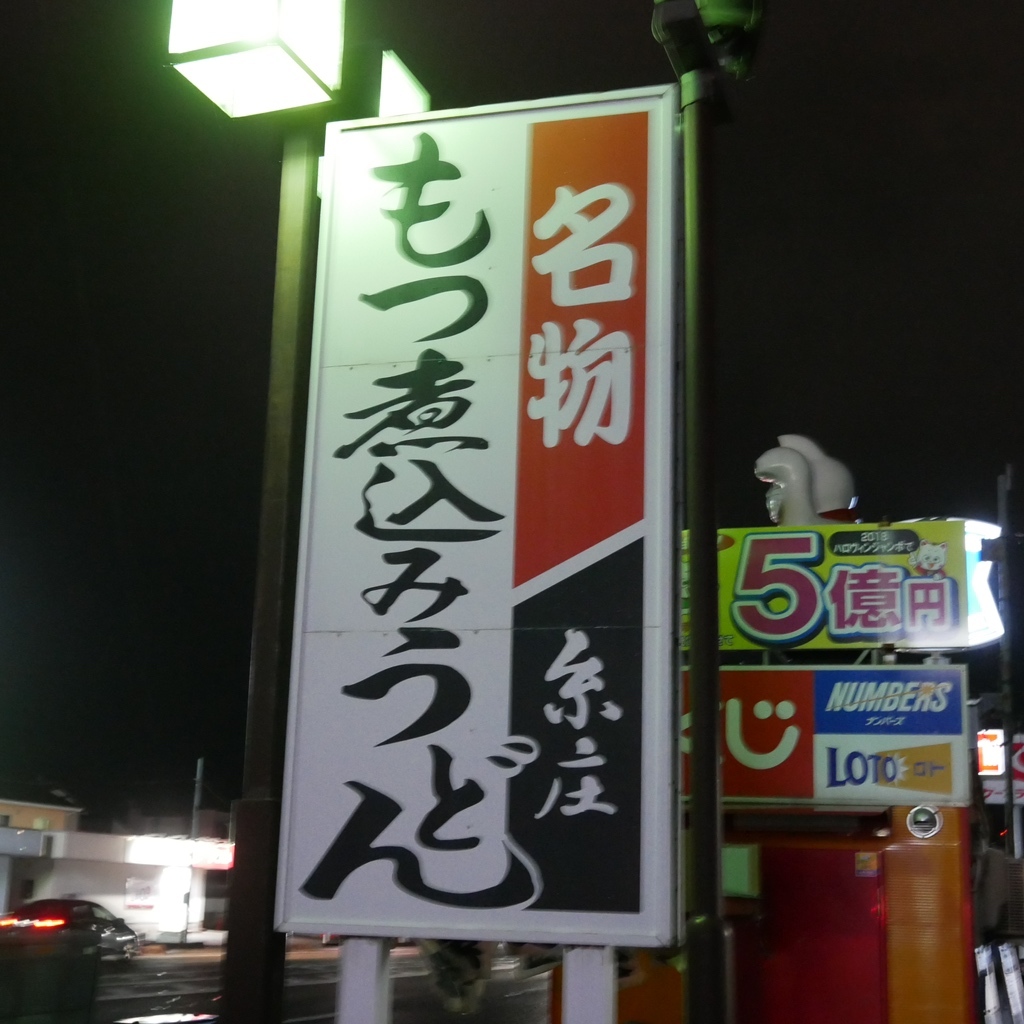 名物
もつ煮込みうどん
糸庄
2018
ハロウィンジャンボで
5億円
くじ
NUMBERS
ナンバーズ
LOTO
ロト